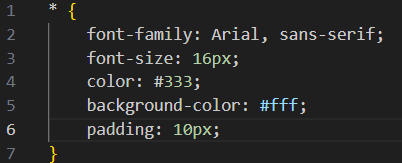 1 * {
2     font-family: Arial, sans-serif;
3     font-size: 16px;
4     color: #333;
5     background-color: #fff;
6     padding: 10px;
7 }